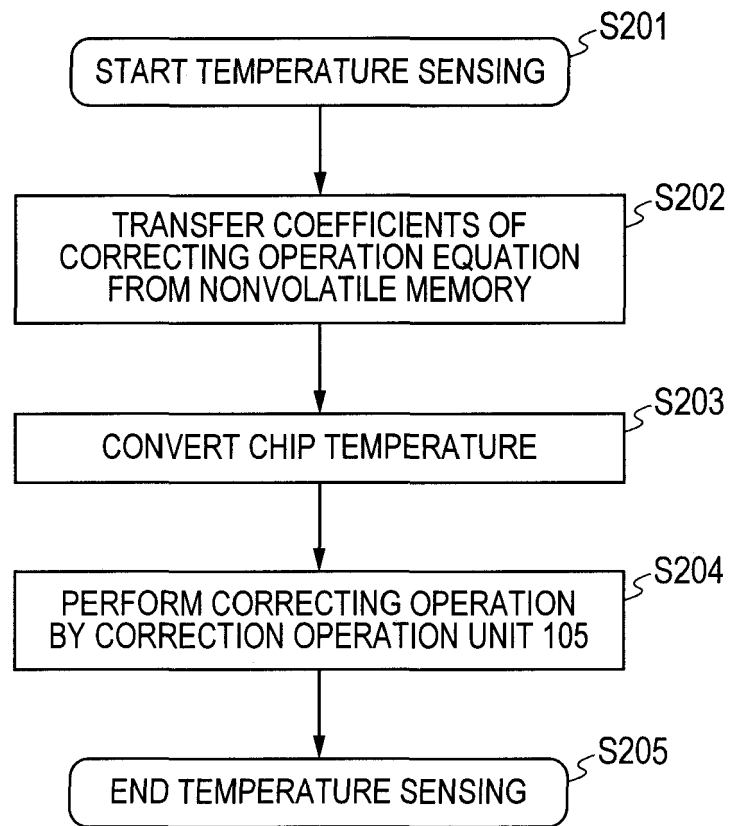 S201
START TEMPERATURE SENSING
S202
TRANSFER COEFFICIENTS OF
CORRECTING OPERATION EQUATION
FROM NONVOLATILE MEMORY
S203
CONVERT CHIP TEMPERATURE
S204
PERFORM CORRECTING OPERATION
BY CORRECTION OPERATION UNIT 105
S205
END TEMPERATURE SENSING